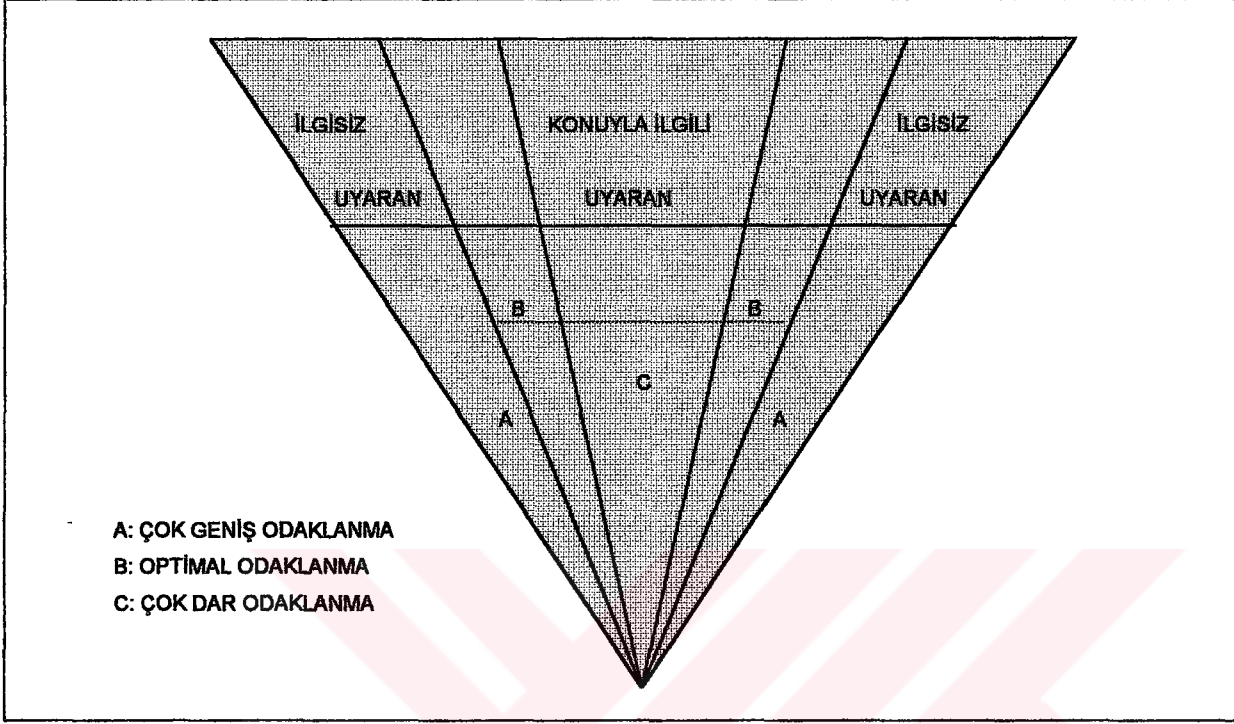 İLGİSİZ KONUYLA İLGİLİ İLGİSİZ
UYARAN UYARAN UYARAN
B B
C
A A
A: ÇOK GENİŞ ODAKLANMA
B: OPTİMAL ODAKLANMA
C: ÇOK DAR ODAKLANMA